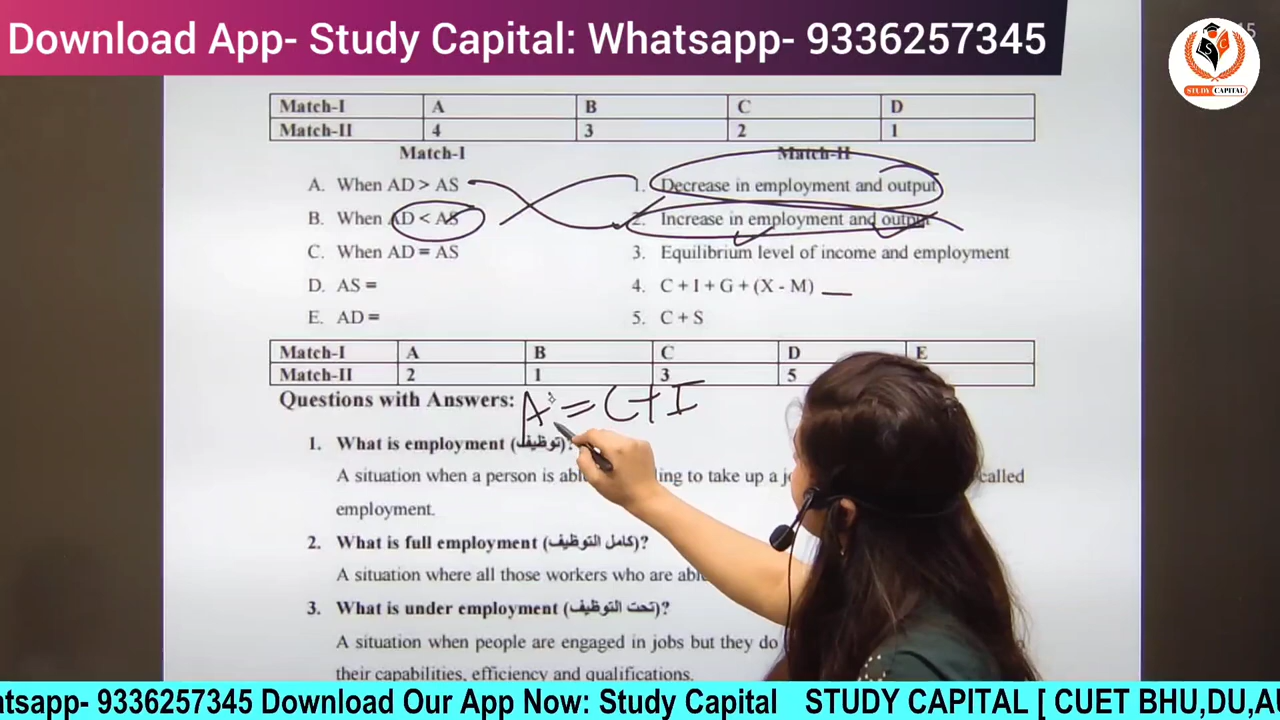 Download App- Study Capital: Whatsapp- 9336257345
STUDY CAPITAL
Match-I A B C D
Match-II 4 3 2 1
Match-I Match-II
A. When AD > AS 1. Decrease in employment and output
B. When AD < AS 2. Increase in employment and output
C. When AD = AS 3. Equilibrium level of income and employment
D. AS = 4. C + I + G + (X - M)
E. AD = 5. C + S
Match-I A B C D E
Match-II 2 1 3 5
Questions with Answers: A = C + I
1. What is employment (توظيف)?
A situation when a person is able to take up a called
employment.
2. What is full employment (كامل التوظيف)?
A situation where all those workers who are
3. What is under employment (تحت التوظيف)?
A situation when people are engaged in jobs but they do
their capabilities, efficiency and qualifications.
Whatsapp- 9336257345 Download Our App Now: Study Capital STUDY CAPITAL [ CUET BHU,DU,